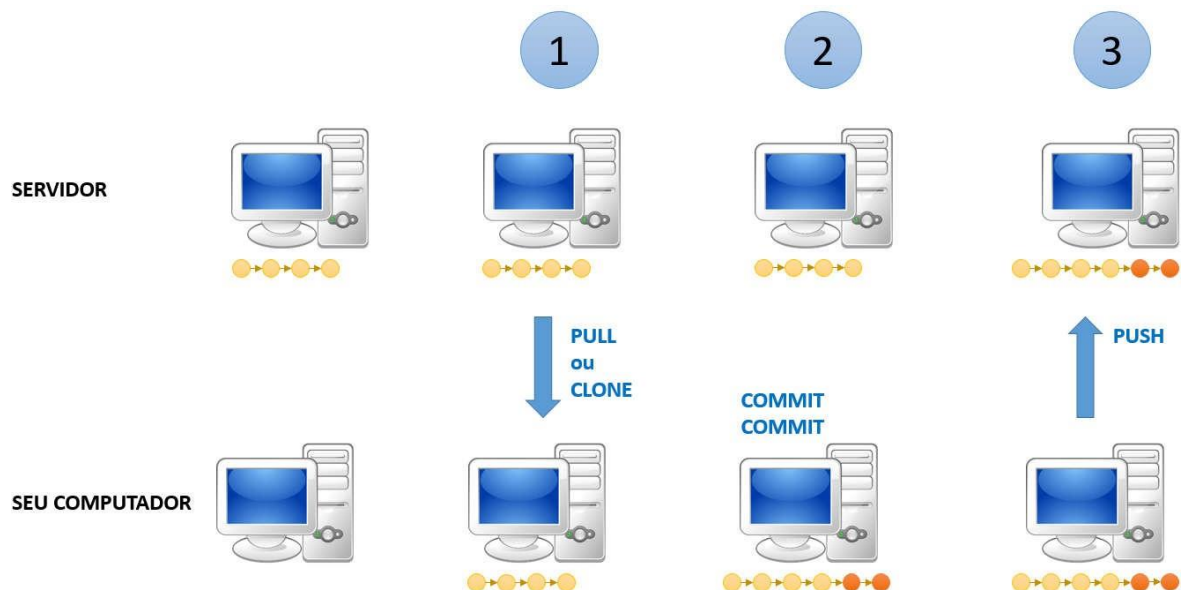 1
2
3
SERVIDOR
PULL
ou
CLONE
PUSH
COMMIT
COMMIT
SEU COMPUTADOR